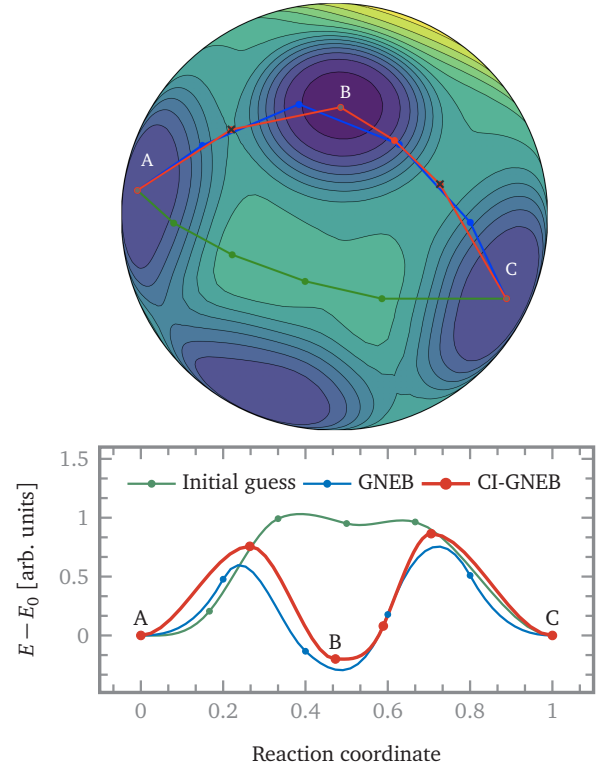 B
A
C
1.5
Initial guess GNEB CI-GNEB
1
0.5
A B C
0
E − E₀ [arb. units]
0 0.2 0.4 0.6 0.8 1
Reaction coordinate